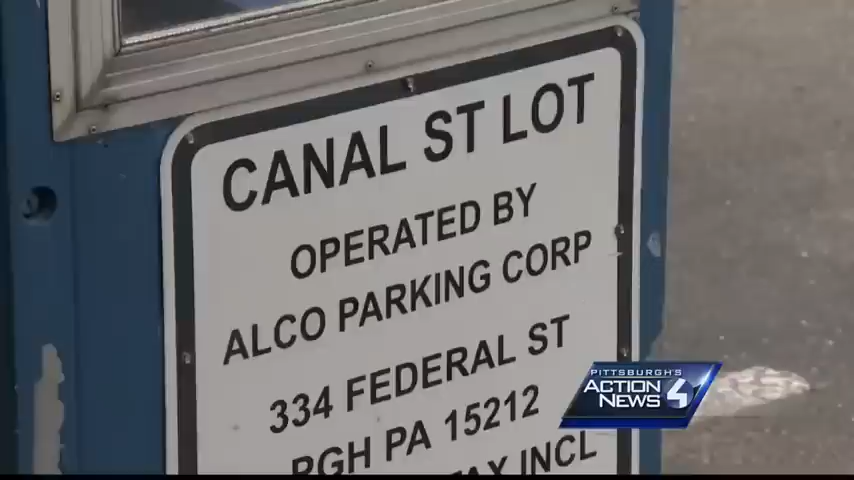 CANAL ST LOT
OPERATED BY
ALCO PARKING CORP
334 FEDERAL ST
PGH PA 15212
TAX INCL
PITTSBURGH'S
ACTION
NEWS 4